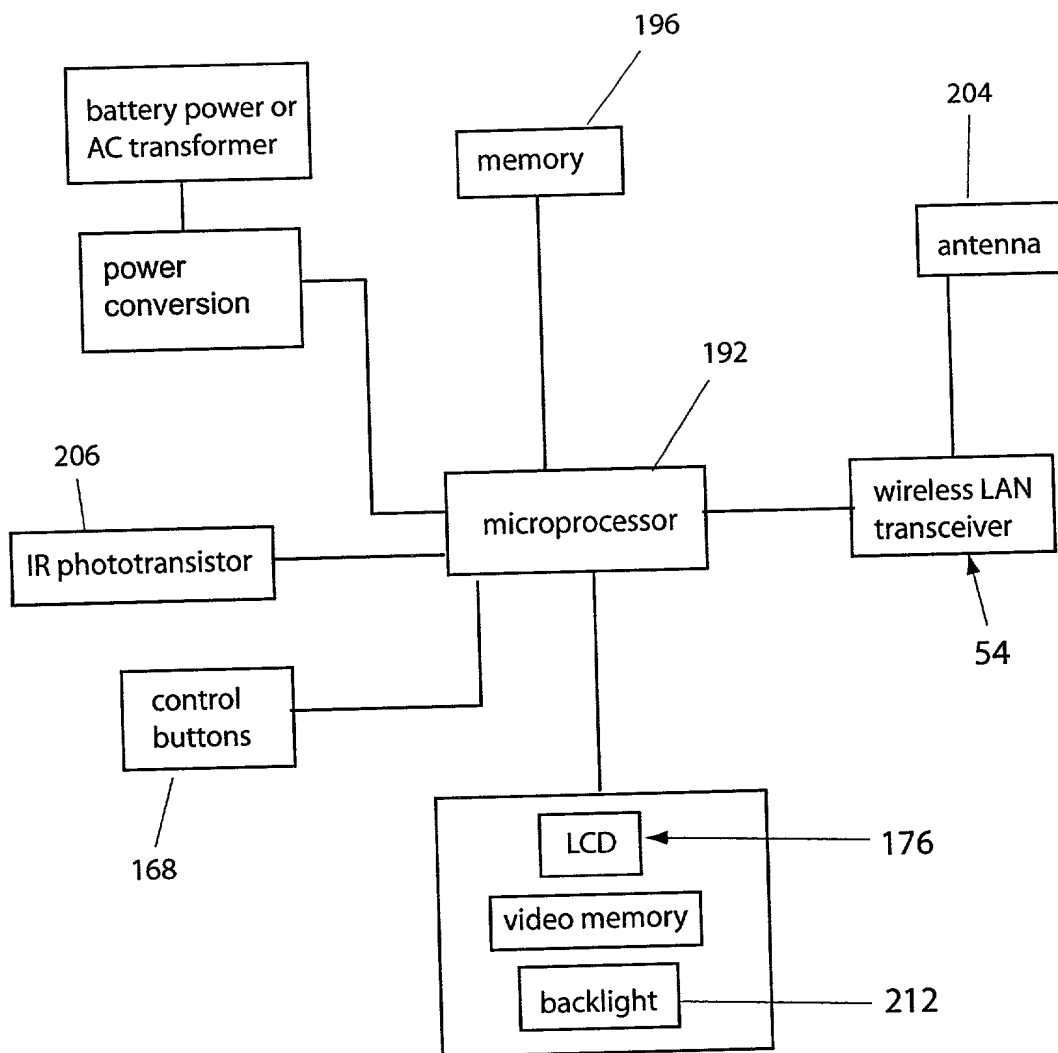 196
battery power or
AC transformer
204
memory
antenna
power
conversion
192
206
wireless LAN
transceiver
microprocessor
IR phototransistor
54
control
buttons
LCD
176
168
video memory
backlight
212